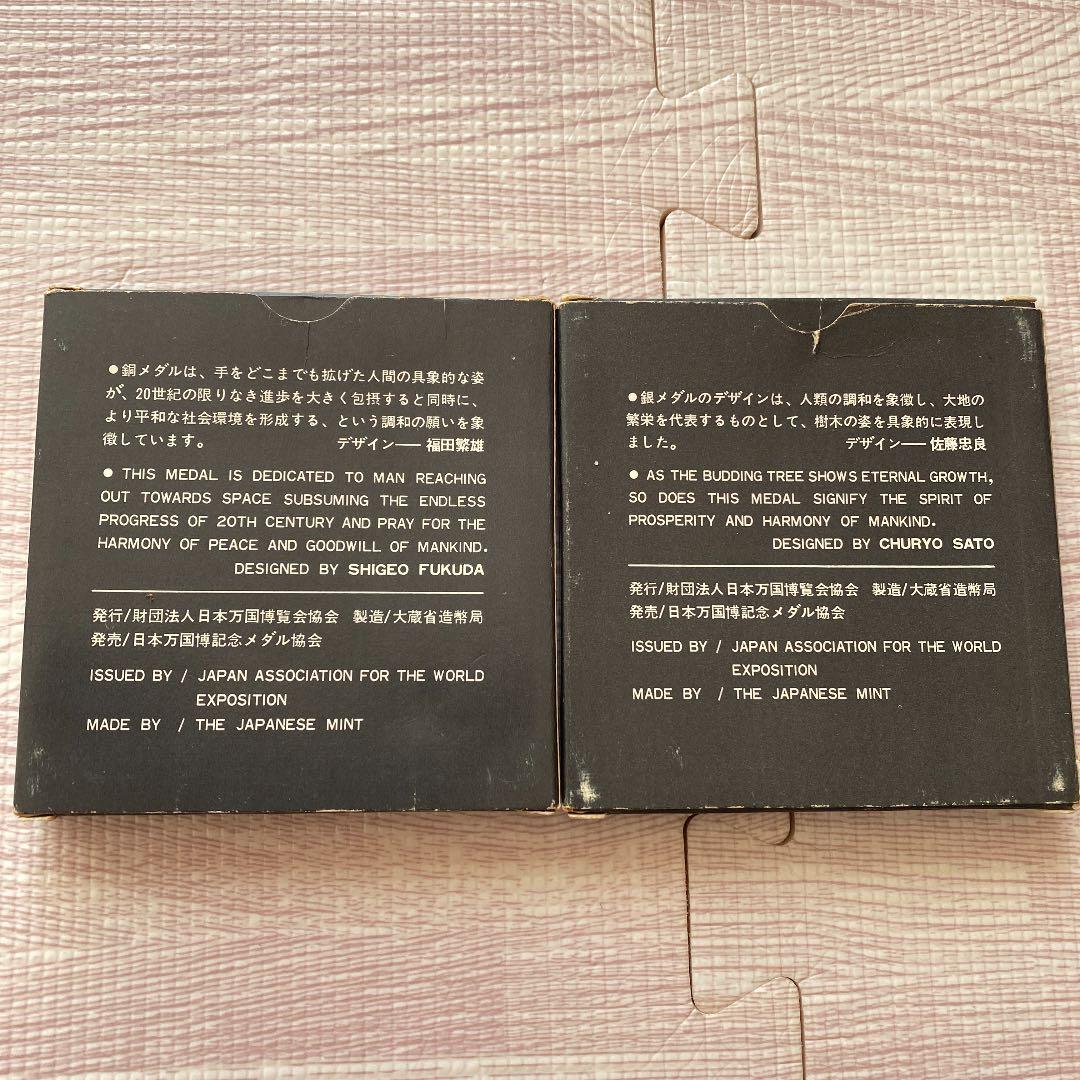 ●銅メダルは、手をどこまでも拡げた人間の具象的な姿
が、20世紀の限りなき進歩を大きく包摂すると同時に、
より平和な社会環境を形成する、という調和の願いを象
徴しています。 デザイン──福田繁雄
● THIS MEDAL IS DEDICATED TO MAN REACHING
OUT TOWARDS SPACE SUBSUMING THE ENDLESS
PROGRESS OF 20TH CENTURY AND PRAY FOR THE
HARMONY OF PEACE AND GOODWILL OF MANKIND.
DESIGNED BY SHIGEO FUKUDA
発行/財団法人日本万国博覧会協会 製造/大蔵省造幣局
発売/日本万国博記念メダル協会
ISSUED BY / JAPAN ASSOCIATION FOR THE WORLD
EXPOSITION
MADE BY / THE JAPANESE MINT
●銀メダルのデザインは、人類の調和を象徴し、大地の
繁栄を代表するものとして、樹木の姿を具象的に表現し
ました。 デザイン──佐藤忠良
● AS THE BUDDING TREE SHOWS ETERNAL GROWTH,
SO DOES THIS MEDAL SIGNIFY THE SPIRIT OF
PROSPERITY AND HARMONY OF MANKIND.
DESIGNED BY CHURYO SATO
発行/財団法人日本万国博覧会協会 製造/大蔵省造幣局
発売/日本万国博記念メダル協会
ISSUED BY / JAPAN ASSOCIATION FOR THE WORLD
EXPOSITION
MADE BY / THE JAPANESE MINT